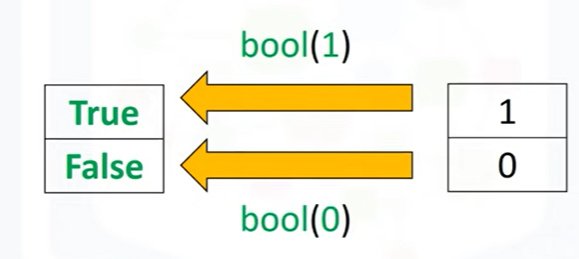 bool(1)
True
1
False
0
bool(0)